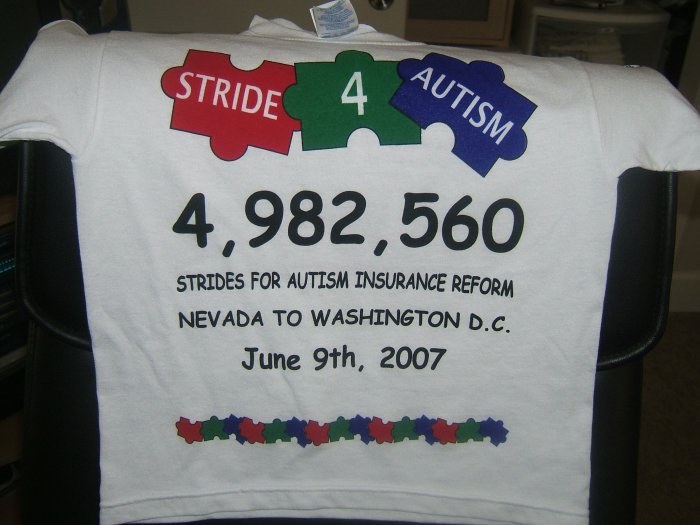 STRIDE 4 AUTISM
4,982,560
STRIDES FOR AUTISM INSURANCE REFORM
NEVADA TO WASHINGTON D.C.
June 9th, 2007